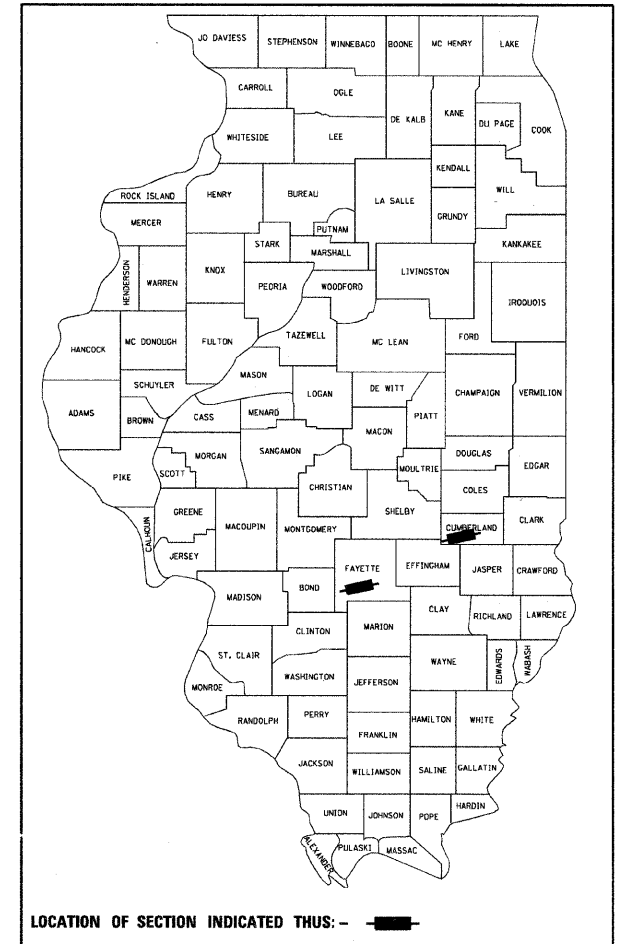 JO DAVIESS STEPHENSON WINNEBAGO BOONE MC HENRY LAKE
CARROLL OGLE DE KALB KANE DU PAGE COOK
WHITESIDE LEE
KENDALL WILL
ROCK ISLAND HENRY BUREAU LA SALLE GRUNDY
MERCER PUTNAM
STARK MARSHALL KANKAKEE
HENDERSON WARREN KNOX PEORIA WOODFORD LIVINGSTON IROQUOIS
HANCOCK MC DONOUGH FULTON TAZEWELL MC LEAN FORD
MASON
SCHUYLER LOGAN DE WITT CHAMPAIGN VERMILION
ADAMS BROWN CASS MENARD PIATT
MACON
MORGAN SANGAMON DOUGLAS
PIKE SCOTT MOULTRIE EDGAR
CHRISTIAN COLES
GREENE MACOUPIN MONTGOMERY SHELBY CUMBERLAND CLARK
CALHOUN
JERSEY FAYETTE EFFINGHAM JASPER CRAWFORD
MADISON BOND
CLAY RICHLAND LAWRENCE
CLINTON MARION
ST. CLAIR WAYNE EDWARDS WABASH
WASHINGTON JEFFERSON
MONROE
RANDOLPH PERRY HAMILTON WHITE
FRANKLIN
JACKSON WILLIAMSON SALINE GALLATIN
UNION JOHNSON POPE HARDIN
ALEXANDER PULASKI MASSAC
LOCATION OF SECTION INDICATED THUS: -